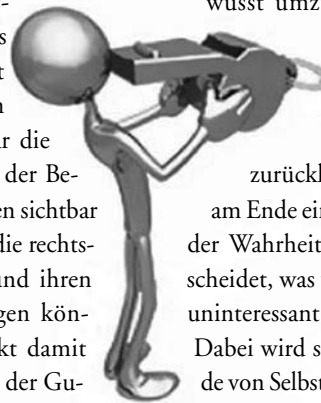 -
s
t
r die
der Be-
en sichtbar
die rechts-
und ihren
gen kön-
kt damit
der Gu-
wusst umz
zurückl
am Ende ein
der Wahrheit
scheidet, was
uninteressant
Dabei wird s
de von Selbst